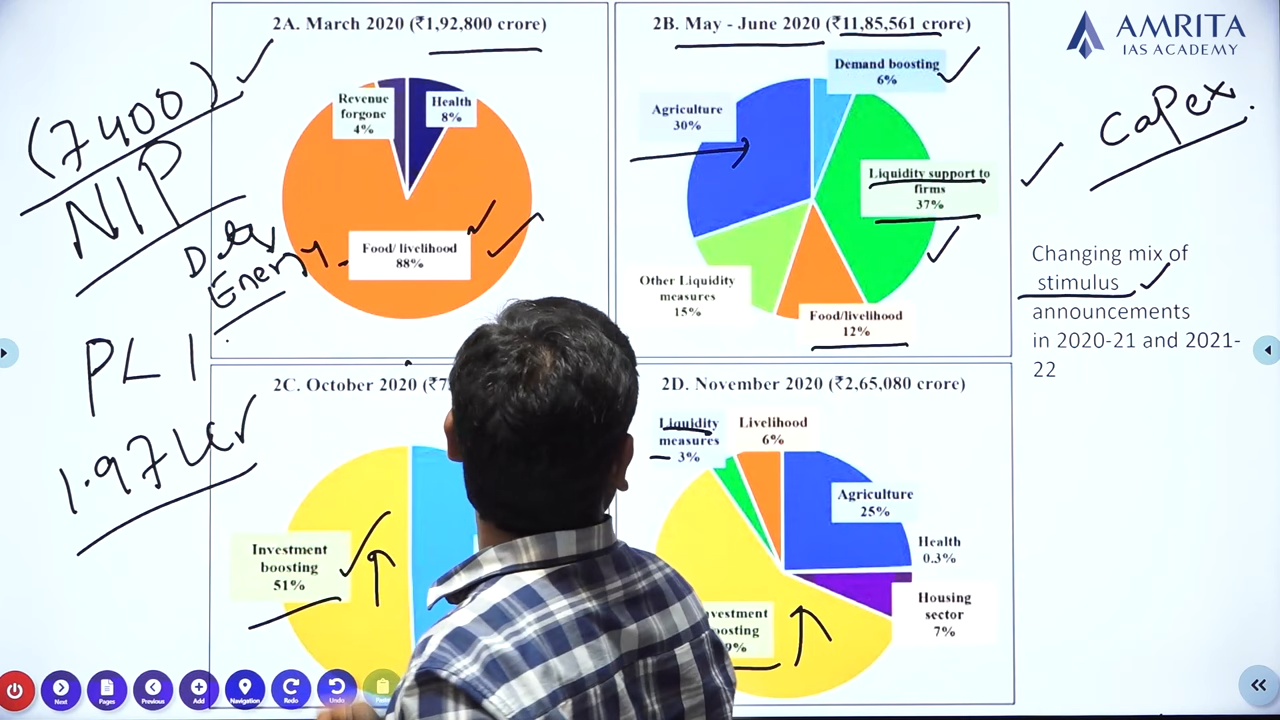 2A. March 2020 (₹1,92,800 crore)
Revenue
forgone
4%
Health
8%
Food/ livelihood
88%
2B. May - June 2020 (₹11,85,561 crore)
Demand boosting
6%
Agriculture
30%
Liquidity support to
firms
37%
Other Liquidity
measures
15%
Food/livelihood
12%
2C. October 2020 (₹7
Investment
boosting
51%
2D. November 2020 (₹2,65,080 crore)
Liquidity
measures
3%
Livelihood
6%
Agriculture
25%
Health
0.3%
Housing
sector
7%
AMRITA
IAS ACADEMY
Capex
Changing mix of
stimulus
announcements
in 2020-21 and 2021-
22
(7400)
NIP
Energy
PLI
1.97
Next
Pages
Previous
Add
Navigation
Redo
Undo